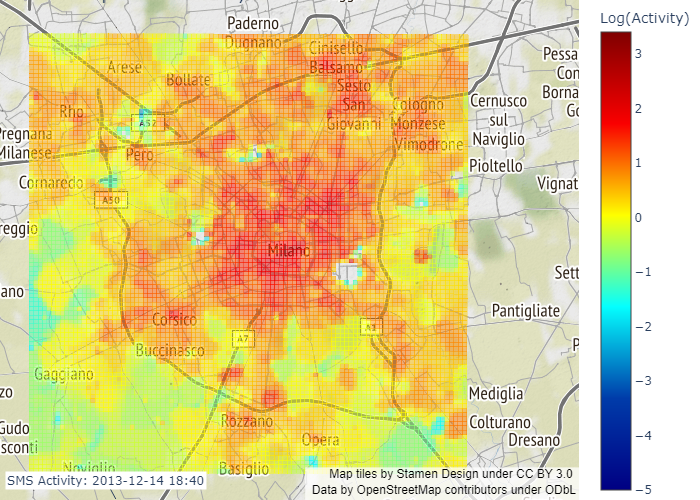 Paderno
Dugnano
Cinisello
Balsamo
Arese
Bollate
Sesto
San
Giovanni
Rho
A52
Cologno
Monzese
Vimodrone
Cernusco
sul
Naviglio
Pessa
Con
Borna
Go
Pregnana
Milanese
Pero
Pioltello
Cornaredo
A50
Vignat
reggio
Milano
Sett
ano
Pantigliate
Corsico
A7
Buccinasco
P
Gaggiano
zo
Mediglia
Rozzano
Colturano
Gudo
sconti
Opera
Dresano
Noviglio
Basiglio
SMS Activity: 2013-12-14 18:40
Map tiles by Stamen Design under CC BY 3.0
Data by OpenStreetMap contributors under ODbL
Log(Activity)
3
2
1
0
−1
−2
−3
−4
−5